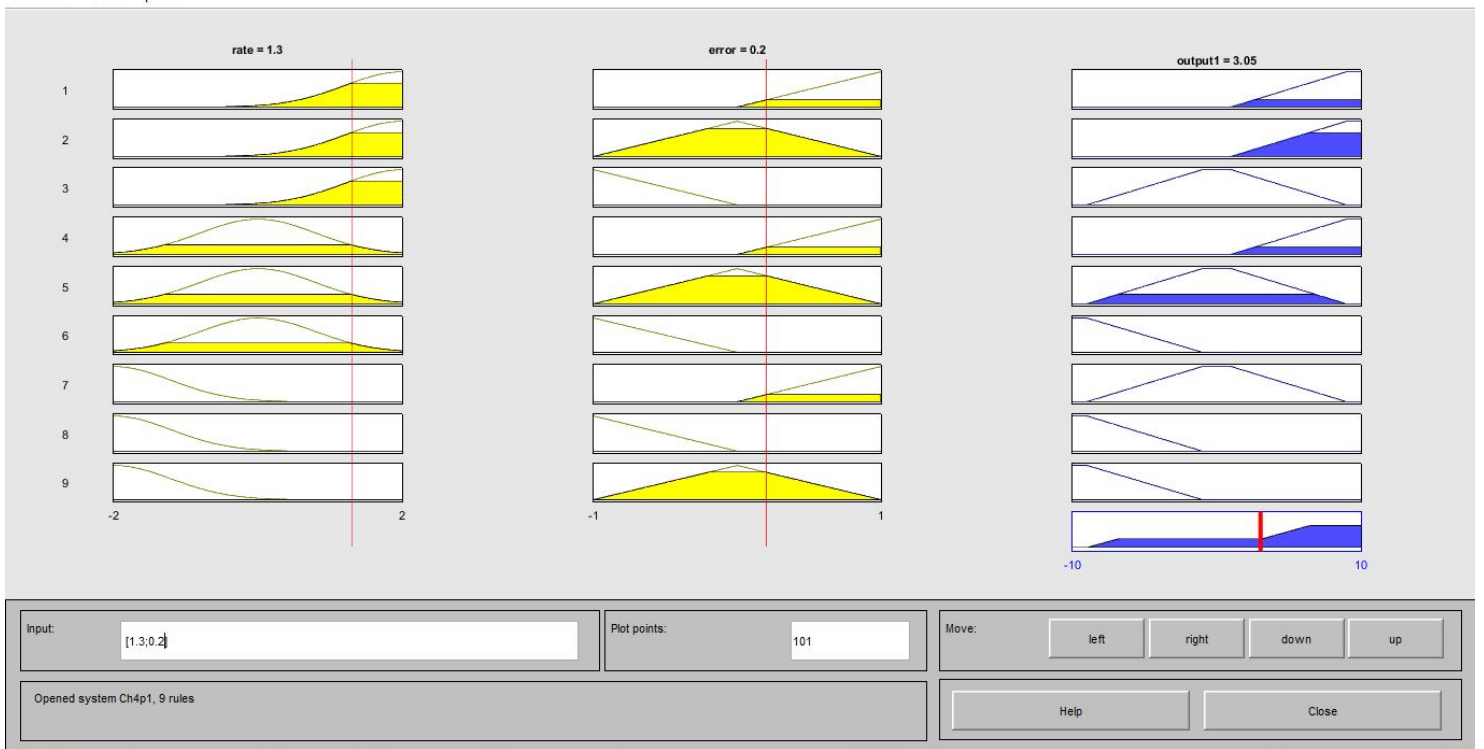 rate = 1.3
error = 0.2
output1 = 3.05
1
2
3
4
5
6
7
8
9
-2
2
-1
1
-10
10
Input:
[1.3;0.2]
Plot points:
101
Move:
left
right
down
up
Opened system Ch4p1, 9 rules
Help
Close